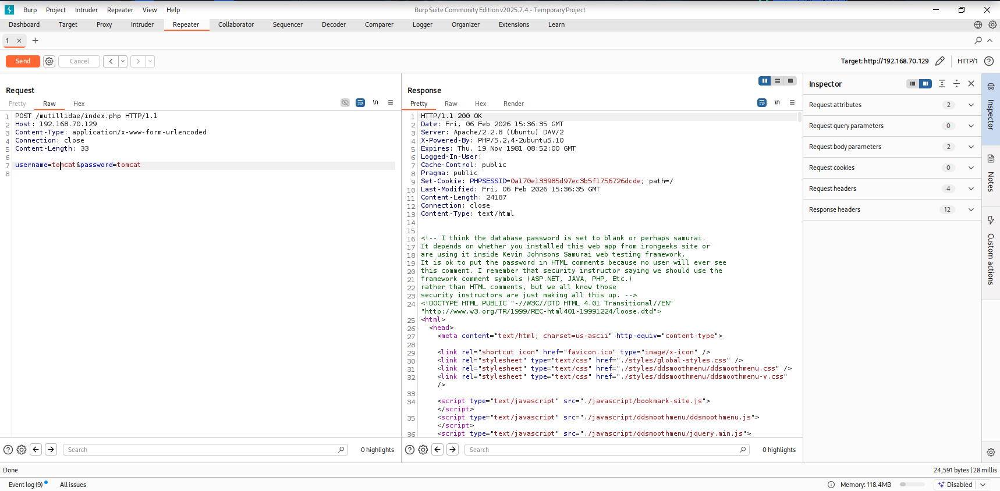 Burp Project Intruder Repeater View Help Burp Suite Community Edition v2025.7.4 - Temporary Project
Dashboard Target Proxy Intruder Repeater Collaborator Sequencer Decoder Comparer Logger Organizer Extensions Learn
1
Send Cancel Target: http://192.168.70.129 HTTP/1
Request
Pretty Raw Hex \n
1 POST /mutillidae/index.php HTTP/1.1
2 Host: 192.168.70.129
3 Content-Type: application/x-www-form-urlencoded
4 Connection: close
5 Content-Length: 33
6
7 username=tomcat&password=tomcat
8
Search 0 highlights
Response
Pretty Raw Hex Render \n
1 HTTP/1.1 200 OK
2 Date: Fri, 06 Feb 2026 15:36:35 GMT
3 Server: Apache/2.2.8 (Ubuntu) DAV/2
4 X-Powered-By: PHP/5.2.4-2ubuntu5.10
5 Expires: Thu, 19 Nov 1981 08:52:00 GMT
6 Logged-In-User:
7 Cache-Control: public
8 Pragma: public
9 Set-Cookie: PHPSESSID=0a170e133985d97ec3b5f1756726dcde; path=/
10 Last-Modified: Fri, 06 Feb 2026 15:36:35 GMT
11 Content-Length: 24187
12 Connection: close
13 Content-Type: text/html
14
15
16 <!-- I think the database password is set to blank or perhaps samurai.
17 It depends on whether you installed this web app from irongeeks site or
18 are using it inside Kevin Johnsons Samurai web testing framework.
19 It is ok to put the password in HTML comments because no user will ever see
20 this comment. I remember that security instructor saying we should use the
21 framework comment symbols (ASP.NET, JAVA, PHP, Etc.)
22 rather than HTML comments, but we all know those
23 security instructors are just making all this up. -->
24 <!DOCTYPE HTML PUBLIC "-//W3C//DTD HTML 4.01 Transitional//EN"
"http://www.w3.org/TR/1999/REC-html401-19991224/loose.dtd">
25 <html>
26 <head>
27 <meta content="text/html; charset=us-ascii" http-equiv="content-type">
28
29 <link rel="shortcut icon" href="favicon.ico" type="image/x-icon" />
30 <link rel="stylesheet" type="text/css" href="./styles/global-styles.css" />
31 <link rel="stylesheet" type="text/css" href="./styles/ddsmoothmenu/ddsmoothmenu.css" />
32 <link rel="stylesheet" type="text/css" href="./styles/ddsmoothmenu/ddsmoothmenu-v.css"
/>
33
34 <script type="text/javascript" src="./javascript/bookmark-site.js">
</script>
35 <script type="text/javascript" src="./javascript/ddsmoothmenu/ddsmoothmenu.js">
</script>
36 <script type="text/javascript" src="./javascript/ddsmoothmenu/jquery.min.js">
Search 0 highlights
Inspector
Request attributes 2
Request query parameters 0
Request body parameters 2
Request cookies 0
Request headers 4
Response headers 12
Inspector
Notes
Custom actions
Done 24,591 bytes | 28 millis
Event log (9) All issues Memory: 118.4MB Disabled